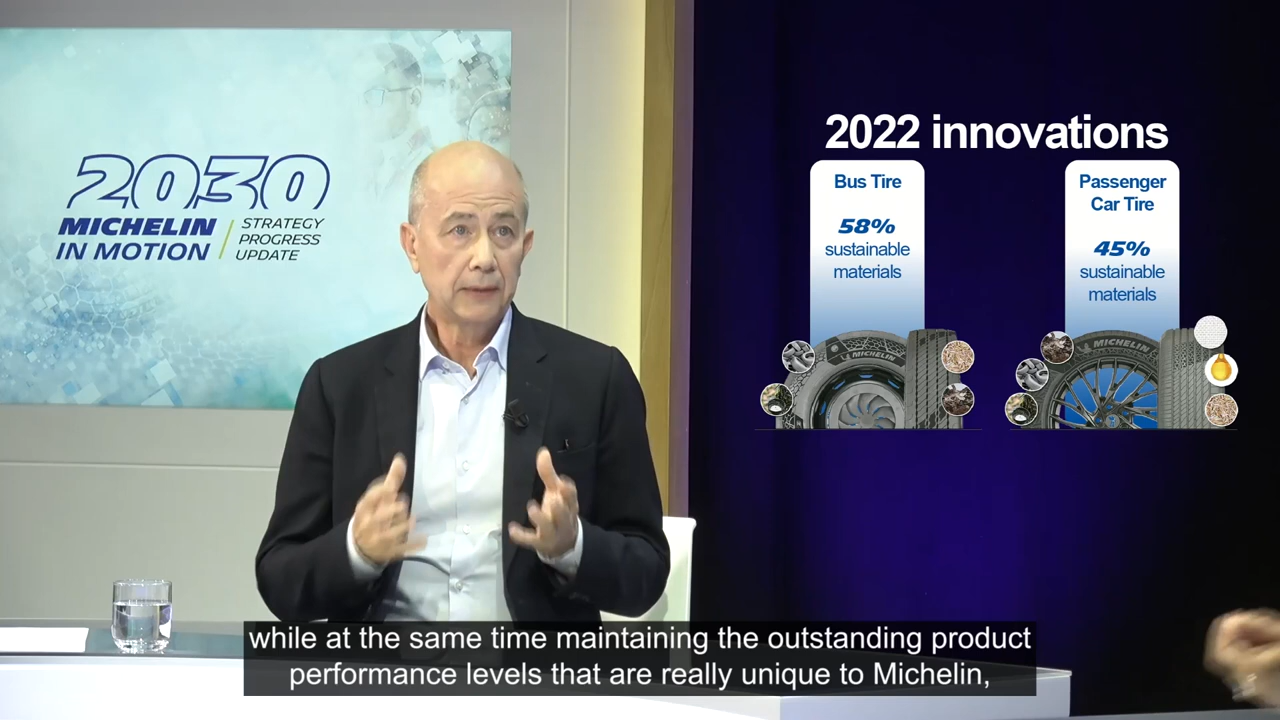 2030
MICHELIN
IN MOTION
STRATEGY
PROGRESS
UPDATE
2022 innovations
Bus Tire
58%
sustainable
materials
Passenger
Car Tire
45%
sustainable
materials
MICHELIN
MICHELIN
while at the same time maintaining the outstanding product
performance levels that are really unique to Michelin,